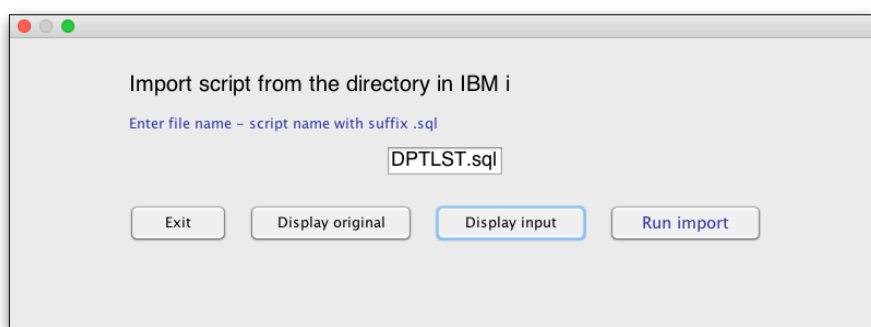 Import script from the directory in IBM i
Enter file name – script name with suffix .sql
DPTLST.sql
Exit Display original Display input Run import